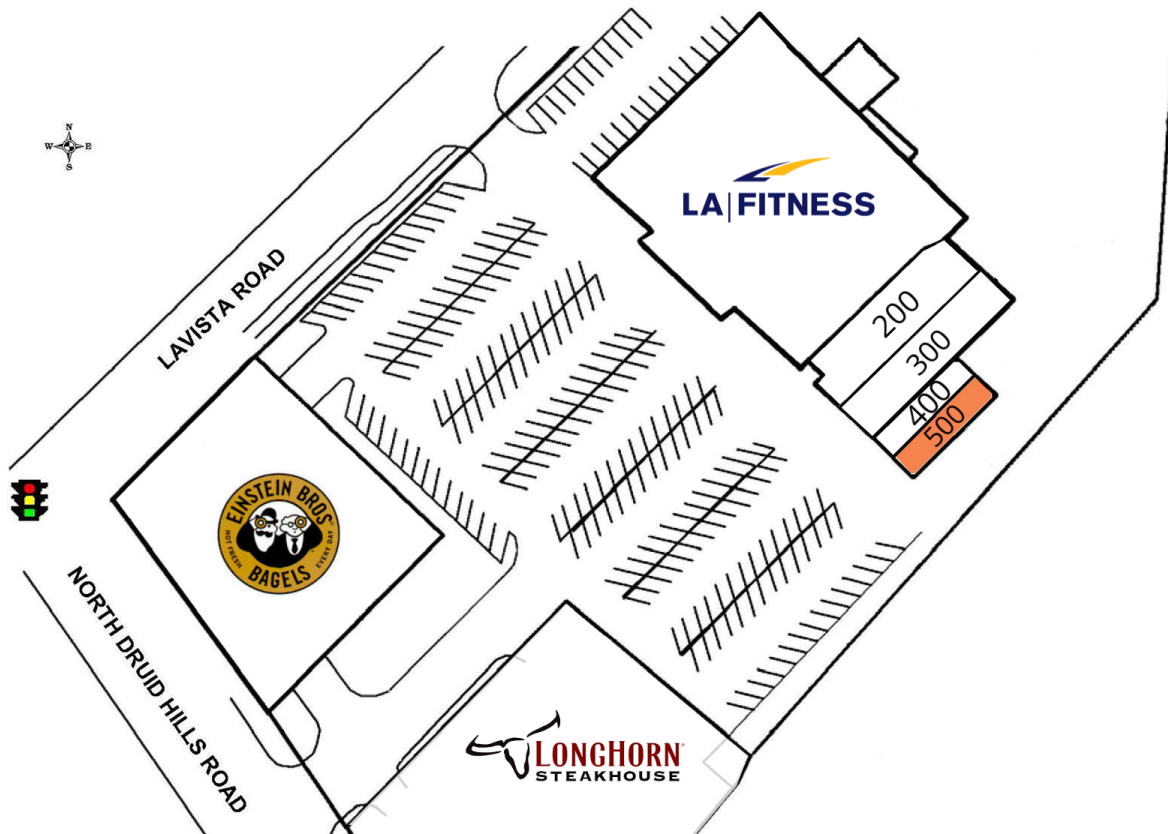 N
W E
S
LA|FITNESS
LAVISTA ROAD
200
300
400
500
EINSTEIN BROS
HOT FRESH
EVERY DAY
BAGELS
NORTH DRUID HILLS ROAD
LONGHORN
STEAKHOUSE